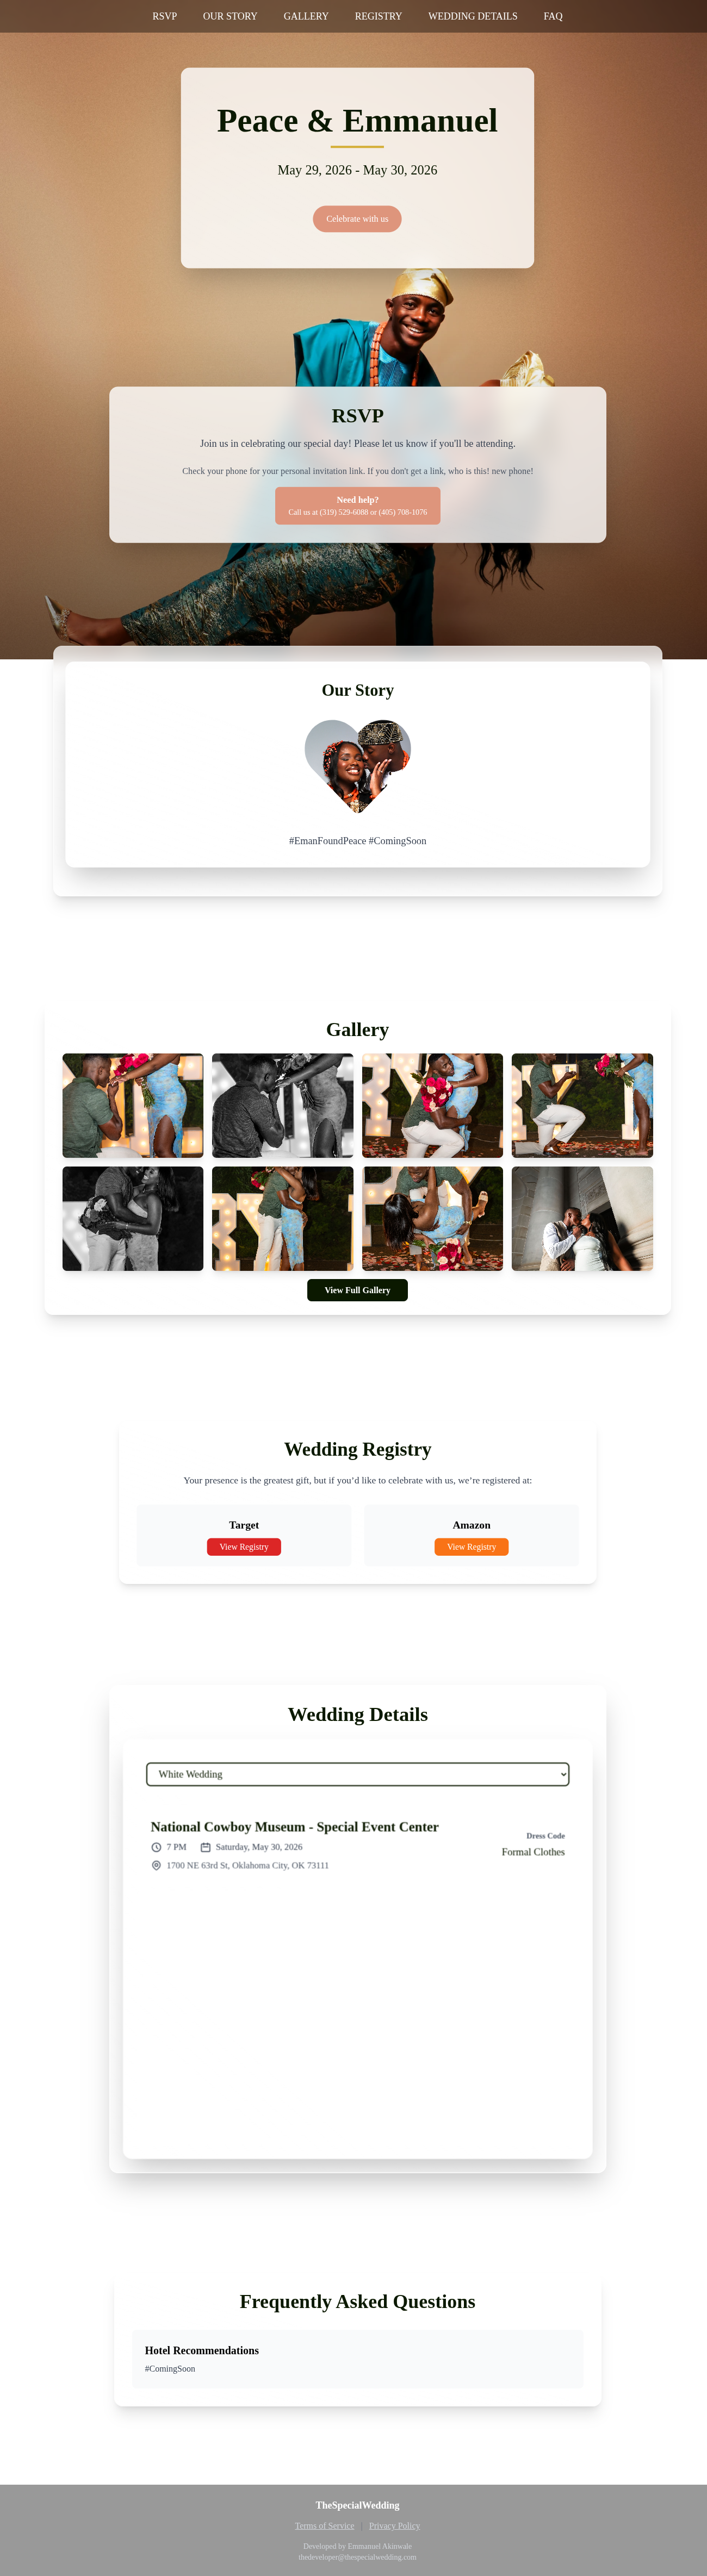 RSVP OUR STORY GALLERY REGISTRY WEDDING DETAILS FAQ
Peace & Emmanuel
May 29, 2026 - May 30, 2026
Celebrate with us
RSVP
Join us in celebrating our special day! Please let us know if you'll be attending.
Check your phone for your personal invitation link. If you don't get a link, who is this! new phone!
Need help?
Call us at (319) 529-6088 or (405) 708-1076
Our Story
#EmanFoundPeace #ComingSoon
Gallery
View Full Gallery
Wedding Registry
Your presence is the greatest gift, but if you’d like to celebrate with us, we’re registered at:
Target
View Registry
Amazon
View Registry
Wedding Details
White Wedding
National Cowboy Museum - Special Event Center
7 PM Saturday, May 30, 2026
1700 NE 63rd St, Oklahoma City, OK 73111
Dress Code
Formal Clothes
Frequently Asked Questions
Hotel Recommendations
#ComingSoon
TheSpecialWedding
Terms of Service | Privacy Policy
Developed by Emmanuel Akinwale
thedeveloper@thespecialwedding.com